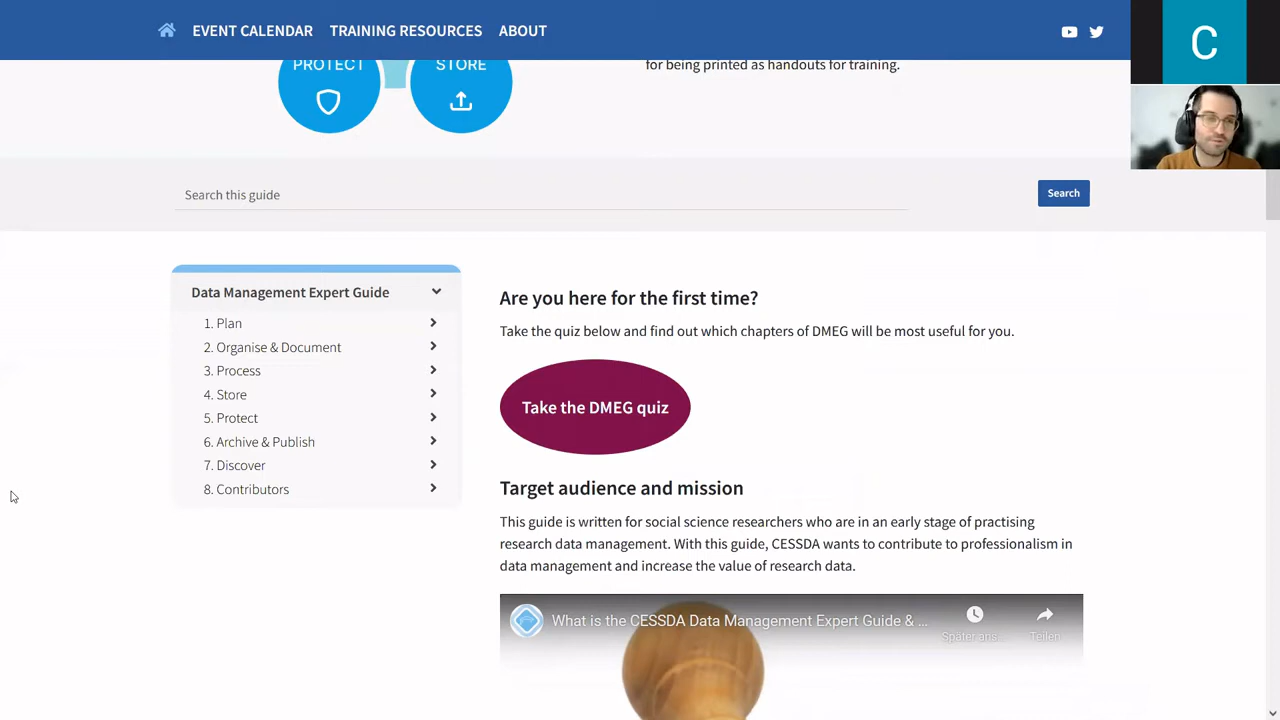 EVENT CALENDAR TRAINING RESOURCES ABOUT
C
PROTECT STORE
for being printed as handouts for training.
Search this guide
Search
Data Management Expert Guide
1. Plan
2. Organise & Document
3. Process
4. Store
5. Protect
6. Archive & Publish
7. Discover
8. Contributors
Are you here for the first time?
Take the quiz below and find out which chapters of DMEG will be most useful for you.
Take the DMEG quiz
Target audience and mission
This guide is written for social science researchers who are in an early stage of practising
research data management. With this guide, CESSDA wants to contribute to professionalism in
data management and increase the value of research data.
What is the CESSDA Data Management Expert Guide & ...
Später ans... Teilen